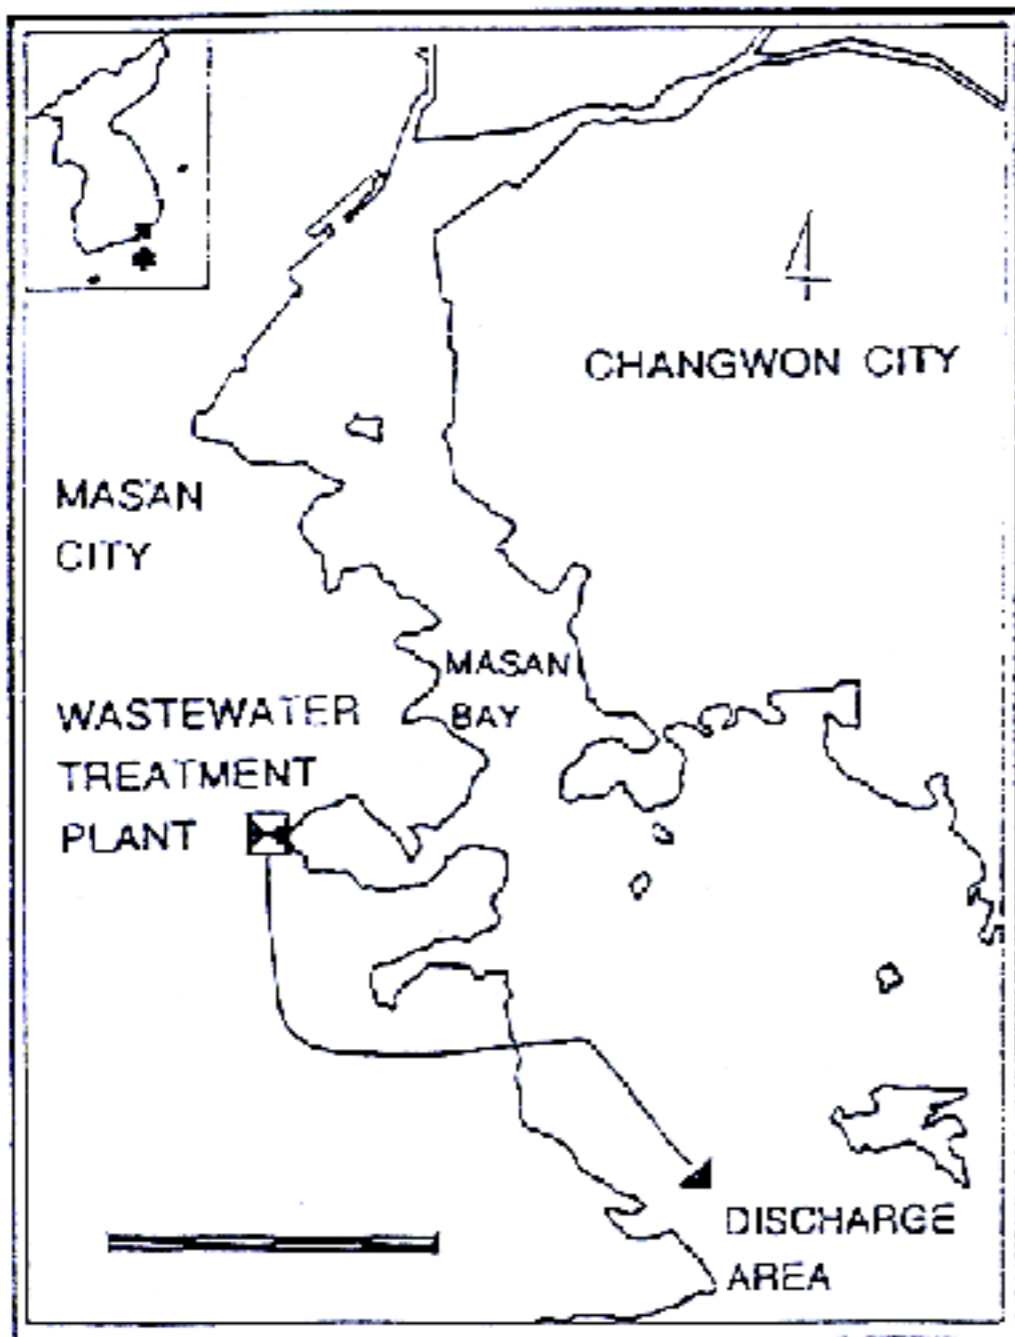 CHANGWON CITY
MASAN
CITY
MASAN
BAY
WASTEWATER
TREATMENT
PLANT
DISCHARGE
AREA